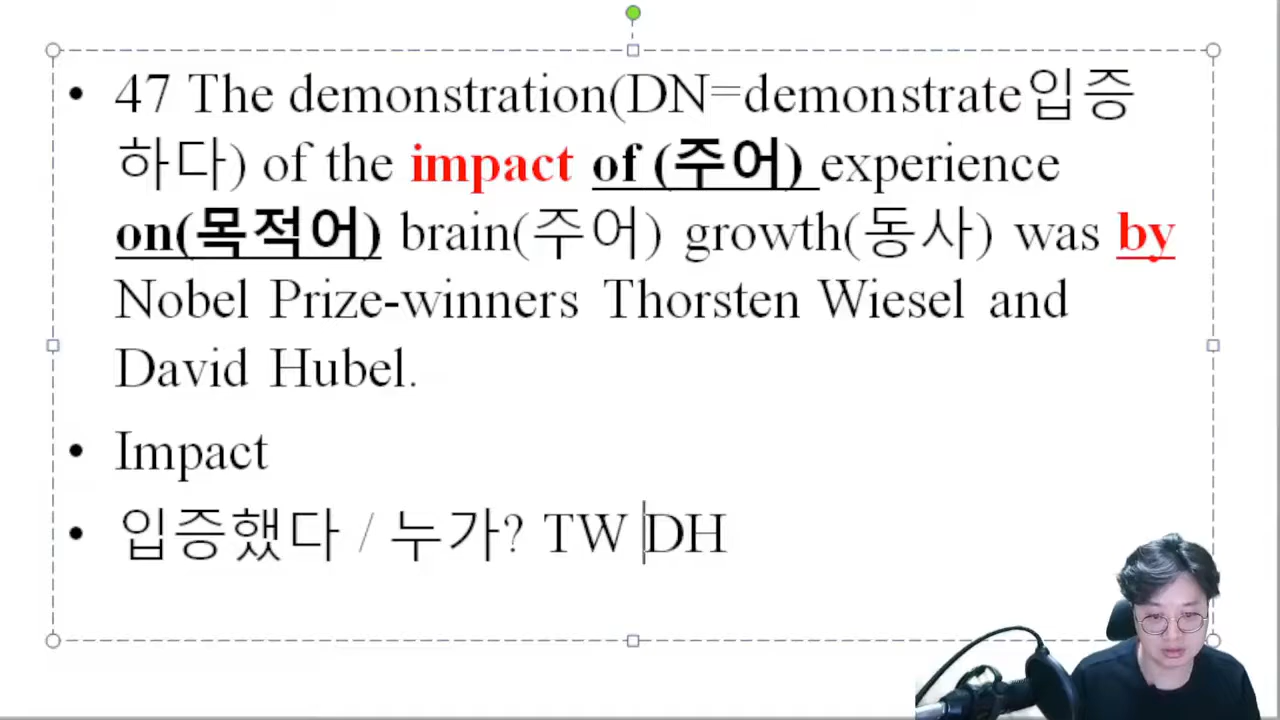 • 47 The demonstration(DN=demonstrate입증
하다) of the impact of (주어) experience
on(목적어) brain(주어) growth(동사) was by
Nobel Prize-winners Thorsten Wiesel and
David Hubel.
• Impact
• 입증했다 / 누가? TW DH